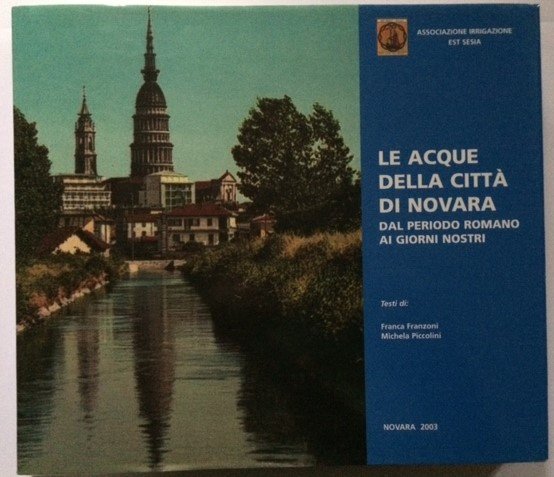 ASSOCIAZIONE IRRIGAZIONE
EST SESIA
LE ACQUE
DELLA CITTÀ
DI NOVARA
DAL PERIODO ROMANO
AI GIORNI NOSTRI
Testi di:
Franca Franzoni
Michela Piccolini
NOVARA 2003